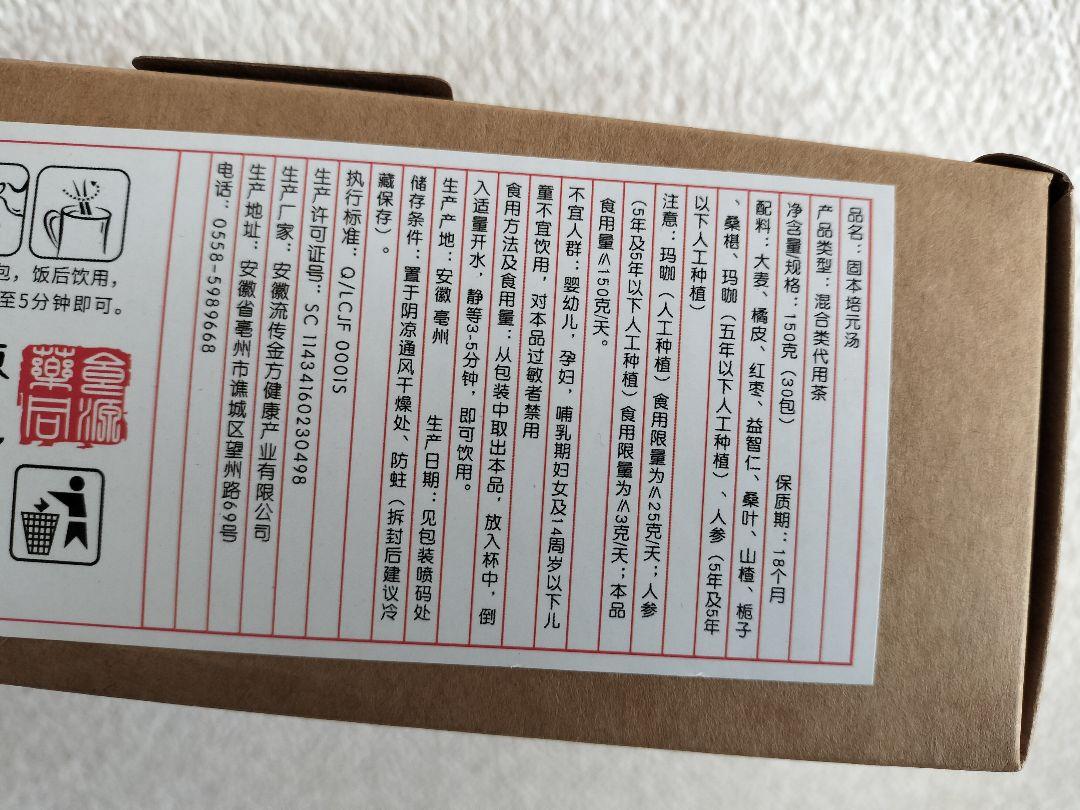 品名：固本培元汤
产品类型：混合类代用茶
净含量/规格：150克（30包） 保质期：18个月
配料：大麦、橘皮、红枣、益智仁、桑叶、山楂、栀子
、桑椹、玛咖（五年以下人工种植）、人参（5年及5年
以下人工种植）
注意：玛咖（人工种植）食用限量为≤25克/天；人参
（5年及5年以下人工种植）食用限量为≤3克/天；本品
食用量≤150克/天。
不宜人群：婴幼儿，孕妇，哺乳期妇女及14周岁以下儿
童不宜饮用，对本品过敏者禁用
食用方法及食用量：从包装中取出本品，放入杯中，倒
入适量开水，静等3-5分钟，即可饮用。
生产产地：安徽 亳州 生产日期：见包装喷码处
储存条件：置于阴凉通风干燥处、防蛀（拆封后建议冷
藏保存）。
执行标准：Q/LCJF 0001S
生产许可证号：SC 11434160230498
生产厂家：安徽流传金方健康产业有限公司
生产地址：安徽省亳州市谯城区望州路69号
电话：0558-5989668
包，饭后饮用，
至5分钟即可。
食源
藥同